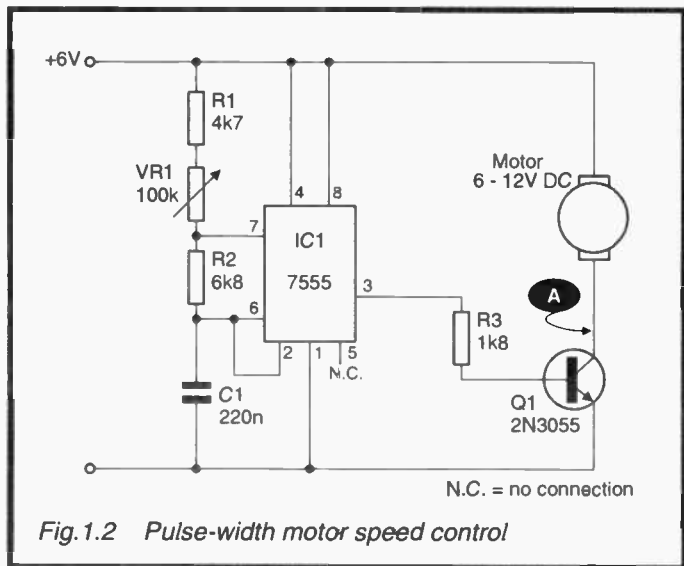 +6V
R1
4k7
VR1
100k
R2
6k8
C1
220n
4
8
7
IC1
7555
3
6
2
1
5
N.C.
R3
1k8
Motor
6 - 12V DC
A
Q1
2N3055
N.C. = no connection
Fig.1.2 Pulse-width motor speed control